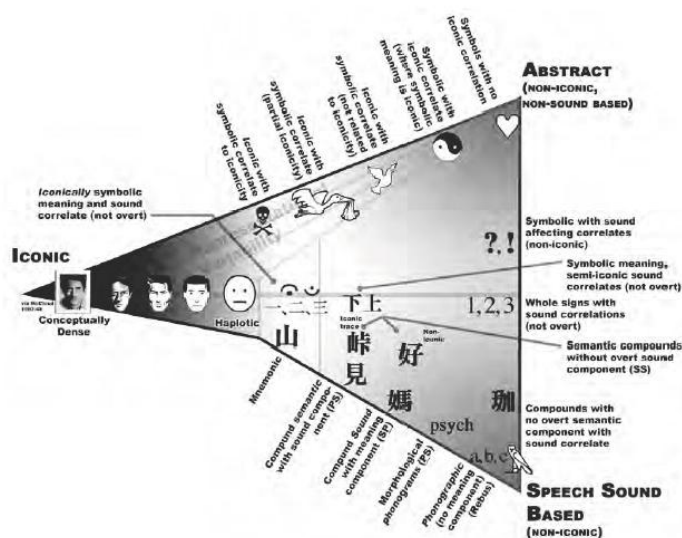 Symbols with no
iconic correlation
Symbolic with
iconic correlate
(where symbolic
meaning is iconic)
Iconic with
symbolic correlate
(not related
to iconicity)
Iconic with
symbolic correlate
(partial iconicity)
Iconic with
symbolic correlate
to iconicity
ABSTRACT
(NON-ICONIC,
NON-SOUND BASED)
Iconically symbolic
meaning and sound
correlate (not overt)
ICONIC
Conceptually
Dense
Haplotic
?,!
Symbolic with sound
affecting correlates
(non-iconic)
Symbolic meaning,
semi-iconic sound
correlates (not overt)
一二三
下上
1,2,3
Whole signs with
sound correlations
(not overt)
Iconic
trace
Non-
iconic
Semantic compounds
without overt sound
component (SS)
山
峠
見
好
媽
珈
psych
a,b,c
Compounds with
no overt semantic
component with
sound correlate
Mnemonic
Compund semantic
with sound compo-
nent (PS)
Compund Sound
with meaning
component (SP)
Morphological
phonograms (PS)
Phonographic
(no meaning
component)
(Rebus)
SPEECH SOUND
BASED
(NON-ICONIC)